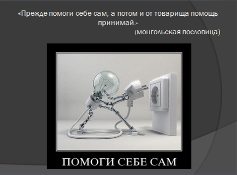 «Прежде помоги себе сам, а потом и от товарища помощь
принимай.»
(монгольская пословица)
ПОМОГИ СЕБЕ САМ